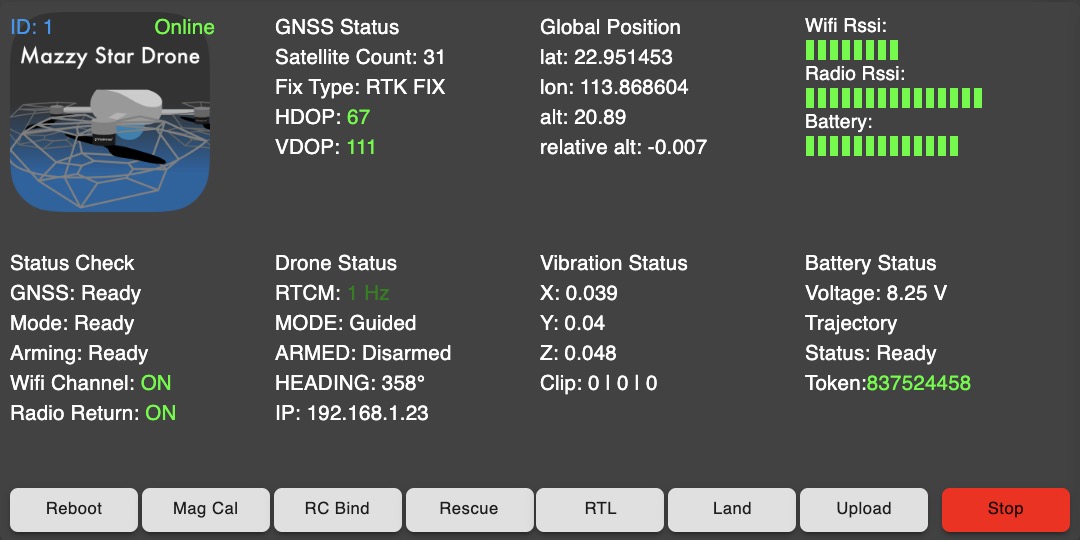 ID: 1 Online
Mazzy Star Drone
GNSS Status
Satellite Count: 31
Fix Type: RTK FIX
HDOP: 67
VDOP: 111
Global Position
lat: 22.951453
lon: 113.868604
alt: 20.89
relative alt: -0.007
Wifi Rssi:
Radio Rssi:
Battery:
Status Check
GNSS: Ready
Mode: Ready
Arming: Ready
Wifi Channel: ON
Radio Return: ON
Drone Status
RTCM: 1 Hz
MODE: Guided
ARMED: Disarmed
HEADING: 358°
IP: 192.168.1.23
Vibration Status
X: 0.039
Y: 0.04
Z: 0.048
Clip: 0 | 0 | 0
Battery Status
Voltage: 8.25 V
Trajectory
Status: Ready
Token:837524458
Reboot
Mag Cal
RC Bind
Rescue
RTL
Land
Upload
Stop